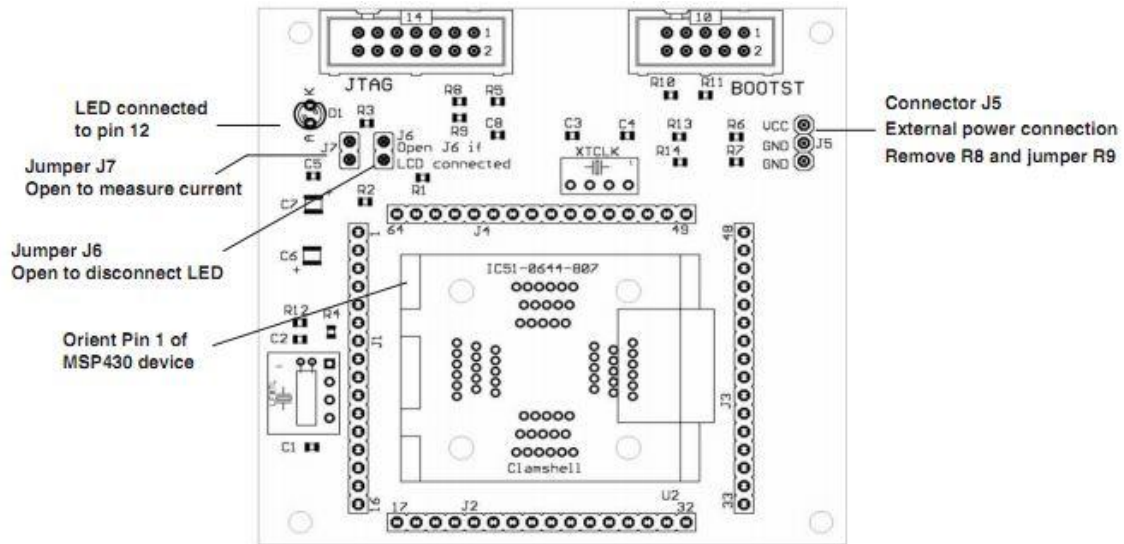 14
1
2
JTAG
10
1
2
BOOTST
R10
R11
LED connected
to pin 12
K
D1
A
R3
R8
R5
R9
C8
J7
J6
Open J6 if
LCD connected
C3
C4
R13
R6
R14
R7
XTCLK
1
VCC
GND
GND
J5
Connector J5
External power connection
Remove R8 and jumper R9
Jumper J7
Open to measure current
C5
R1
C7
+
R2
64
J4
49
Jumper J6
Open to disconnect LED
C6
+
1
48
IC51-0644-807
Orient Pin 1 of
MSP430 device
R12
R4
C2
J1
J3
C1
Clamshell
16
33
17
J2
U2
32